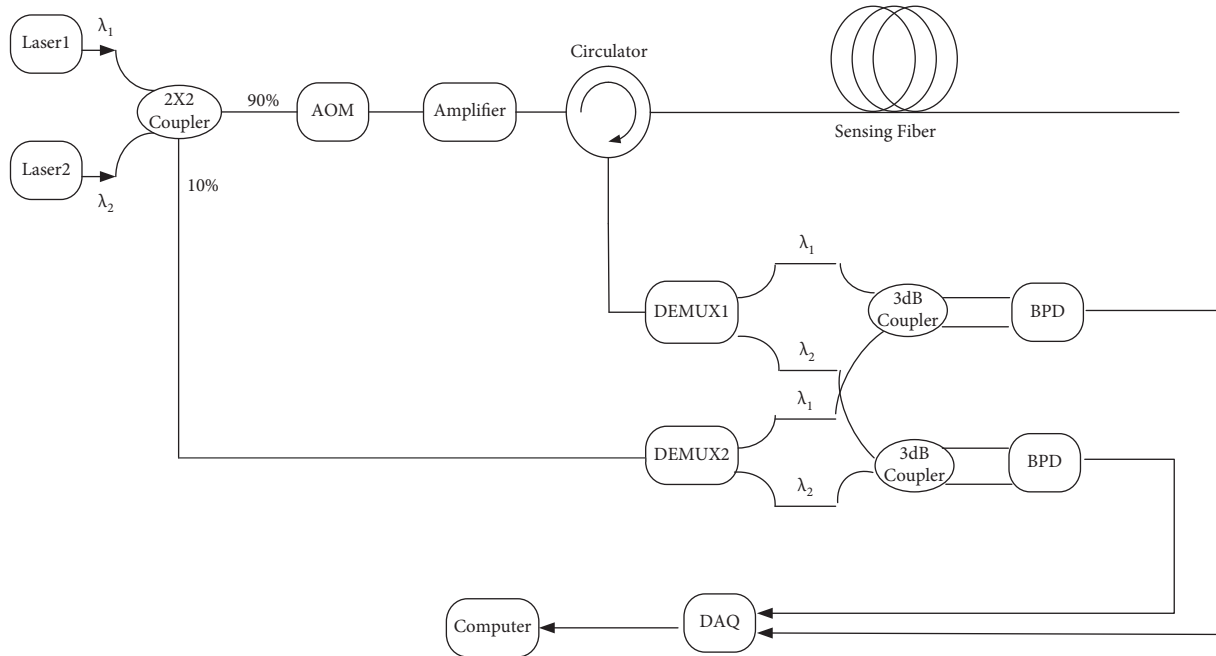 Laser1
λ1
Laser2
λ2
2X2
Coupler
90%
10%
AOM
Amplifier
Circulator
Sensing Fiber
DEMUX1
λ1
λ2
3dB
Coupler
BPD
DEMUX2
λ1
λ2
3dB
Coupler
BPD
Computer
DAQ